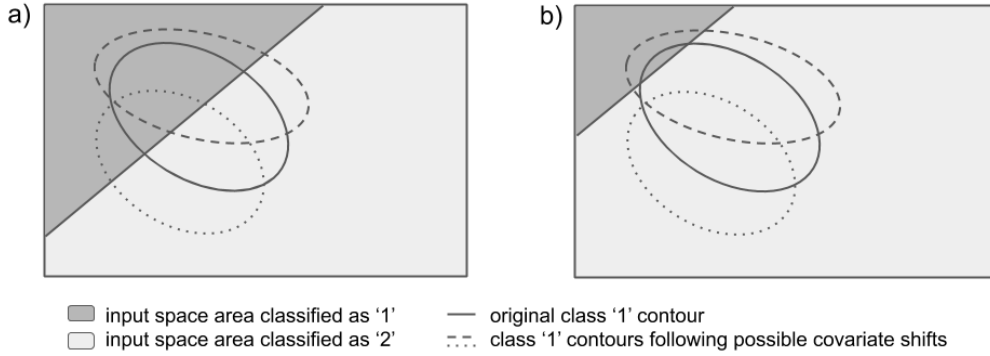 a)
b)
input space area classified as ‘1’
input space area classified as ‘2’
original class ‘1’ contour
class ‘1’ contours following possible covariate shifts